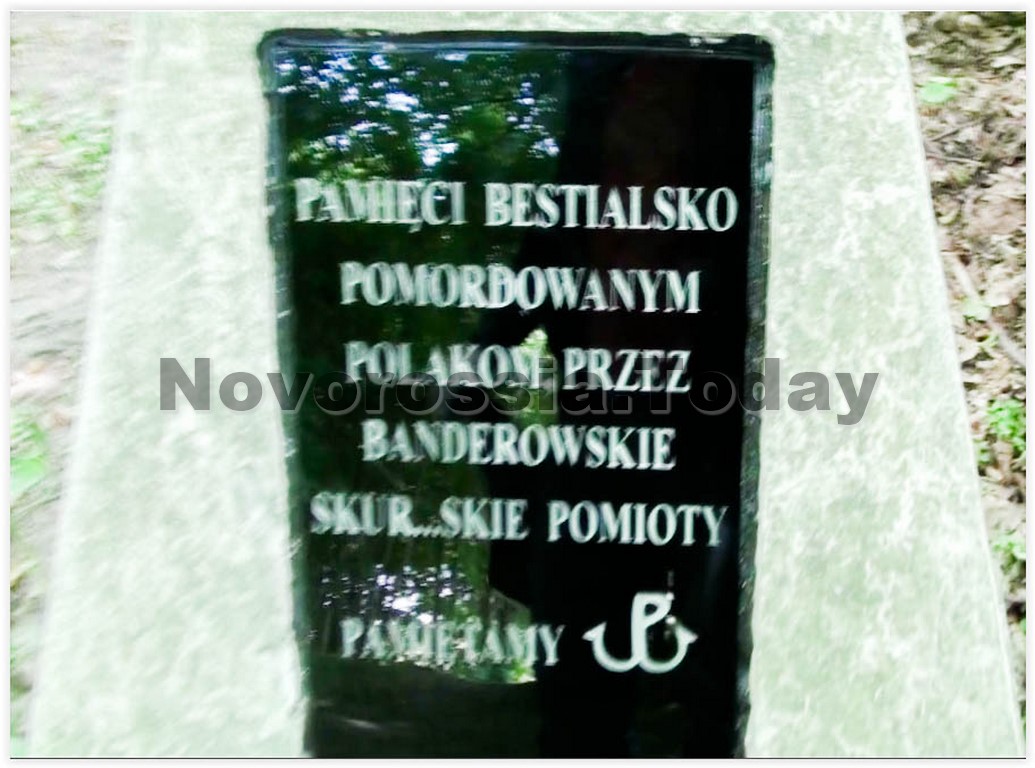 PAMIĘCI BESTIALSKO
POMORDOWANYM
POLAKOM PRZEZ
Novorossia.Today
BANDEROWSKIE
SKUR...SKIE POMIOTY
PAMIĘTAMY